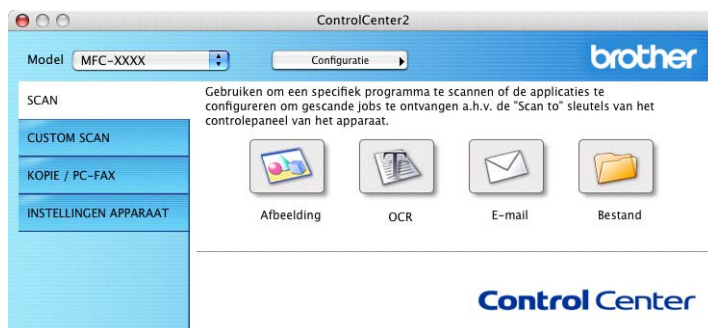 ControlCenter2
Model MFC-XXXX Configuratie brother
SCAN
CUSTOM SCAN
KOPIE / PC-FAX
INSTELLINGEN APPARAAT
Gebruiken om een specifiek programma te scannen of de applicaties te
configureren om gescande jobs te ontvangen a.h.v. de "Scan to" sleutels van het
controlepaneel van het apparaat.
Afbeelding OCR E-mail Bestand
Control Center